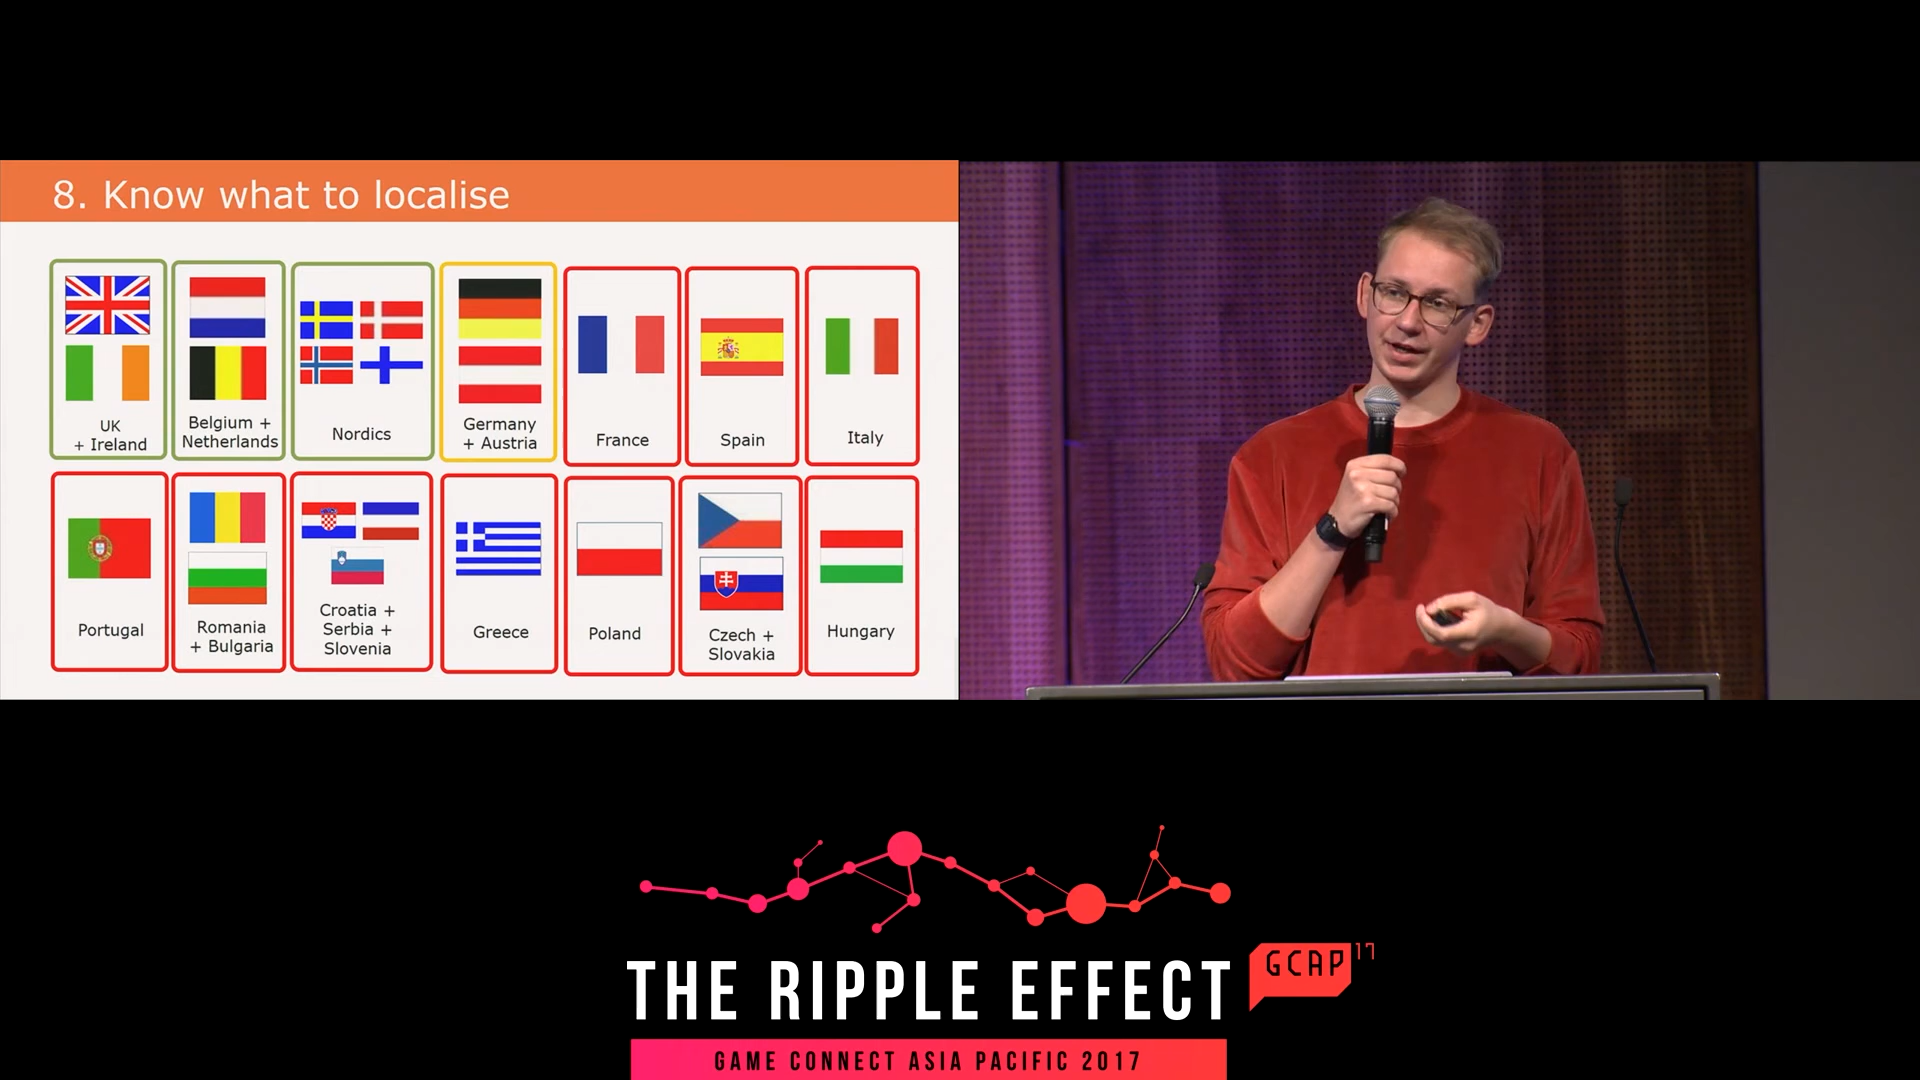 8. Know what to localise
UK
+ Ireland
Belgium +
Netherlands
Nordics
Germany
+ Austria
France
Spain
Italy
Portugal
Romania
+ Bulgaria
Croatia +
Serbia +
Slovenia
Greece
Poland
Czech +
Slovakia
Hungary
THE RIPPLE EFFECT
GCAP 17
GAME CONNECT ASIA PACIFIC 2017